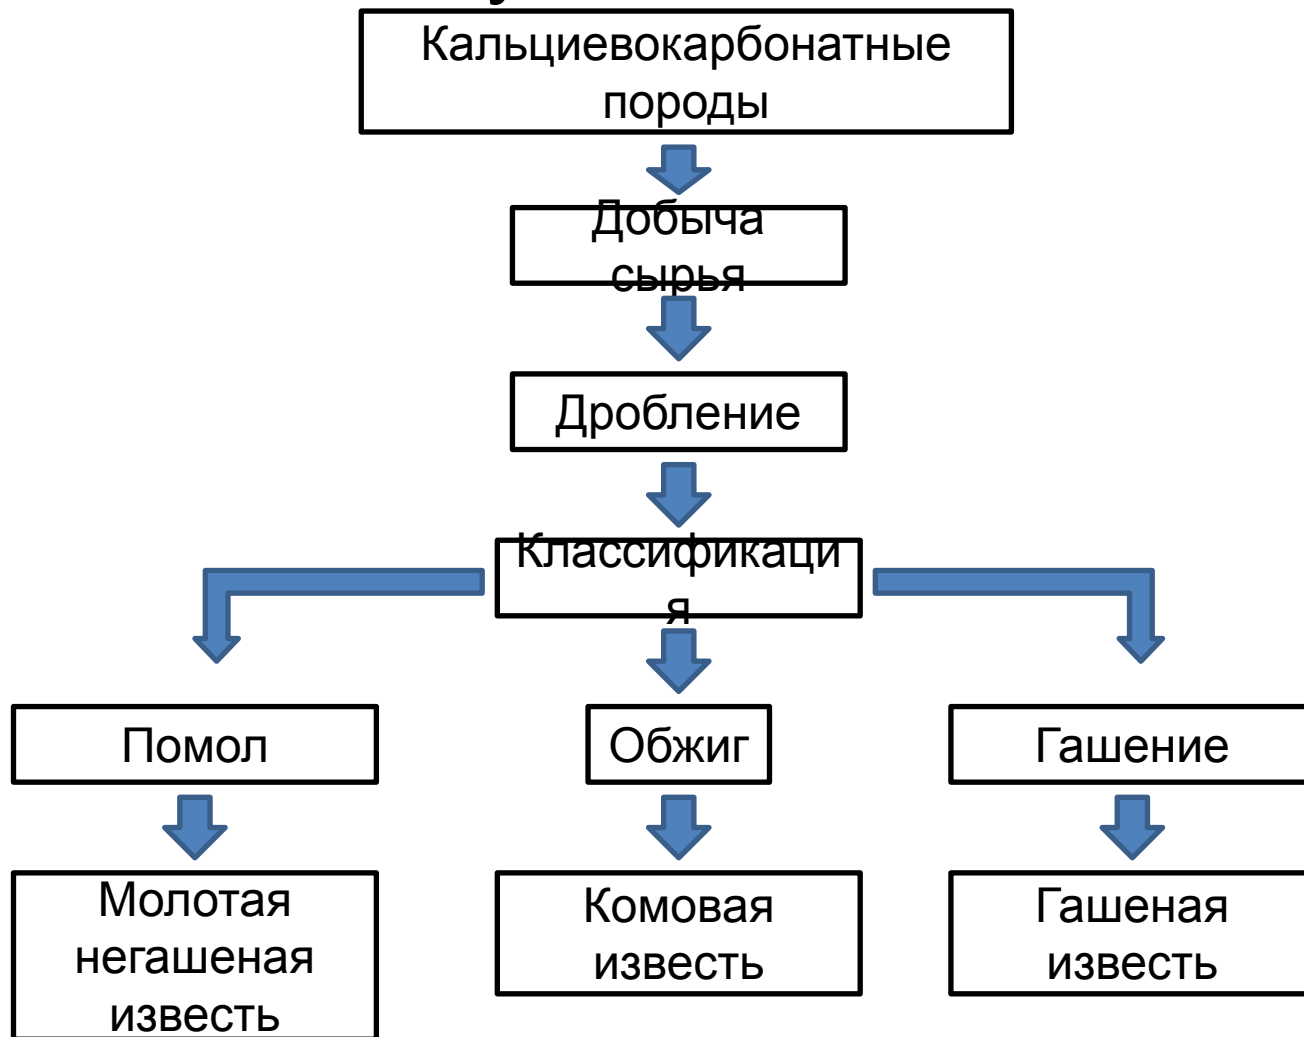 Кальциевокарбонатные
породы
Добыча
сырья
Дробление
Классификаци
я
Помол
Обжиг
Гашение
Молотая
негашеная
известь
Комовая
известь
Гашеная
известь